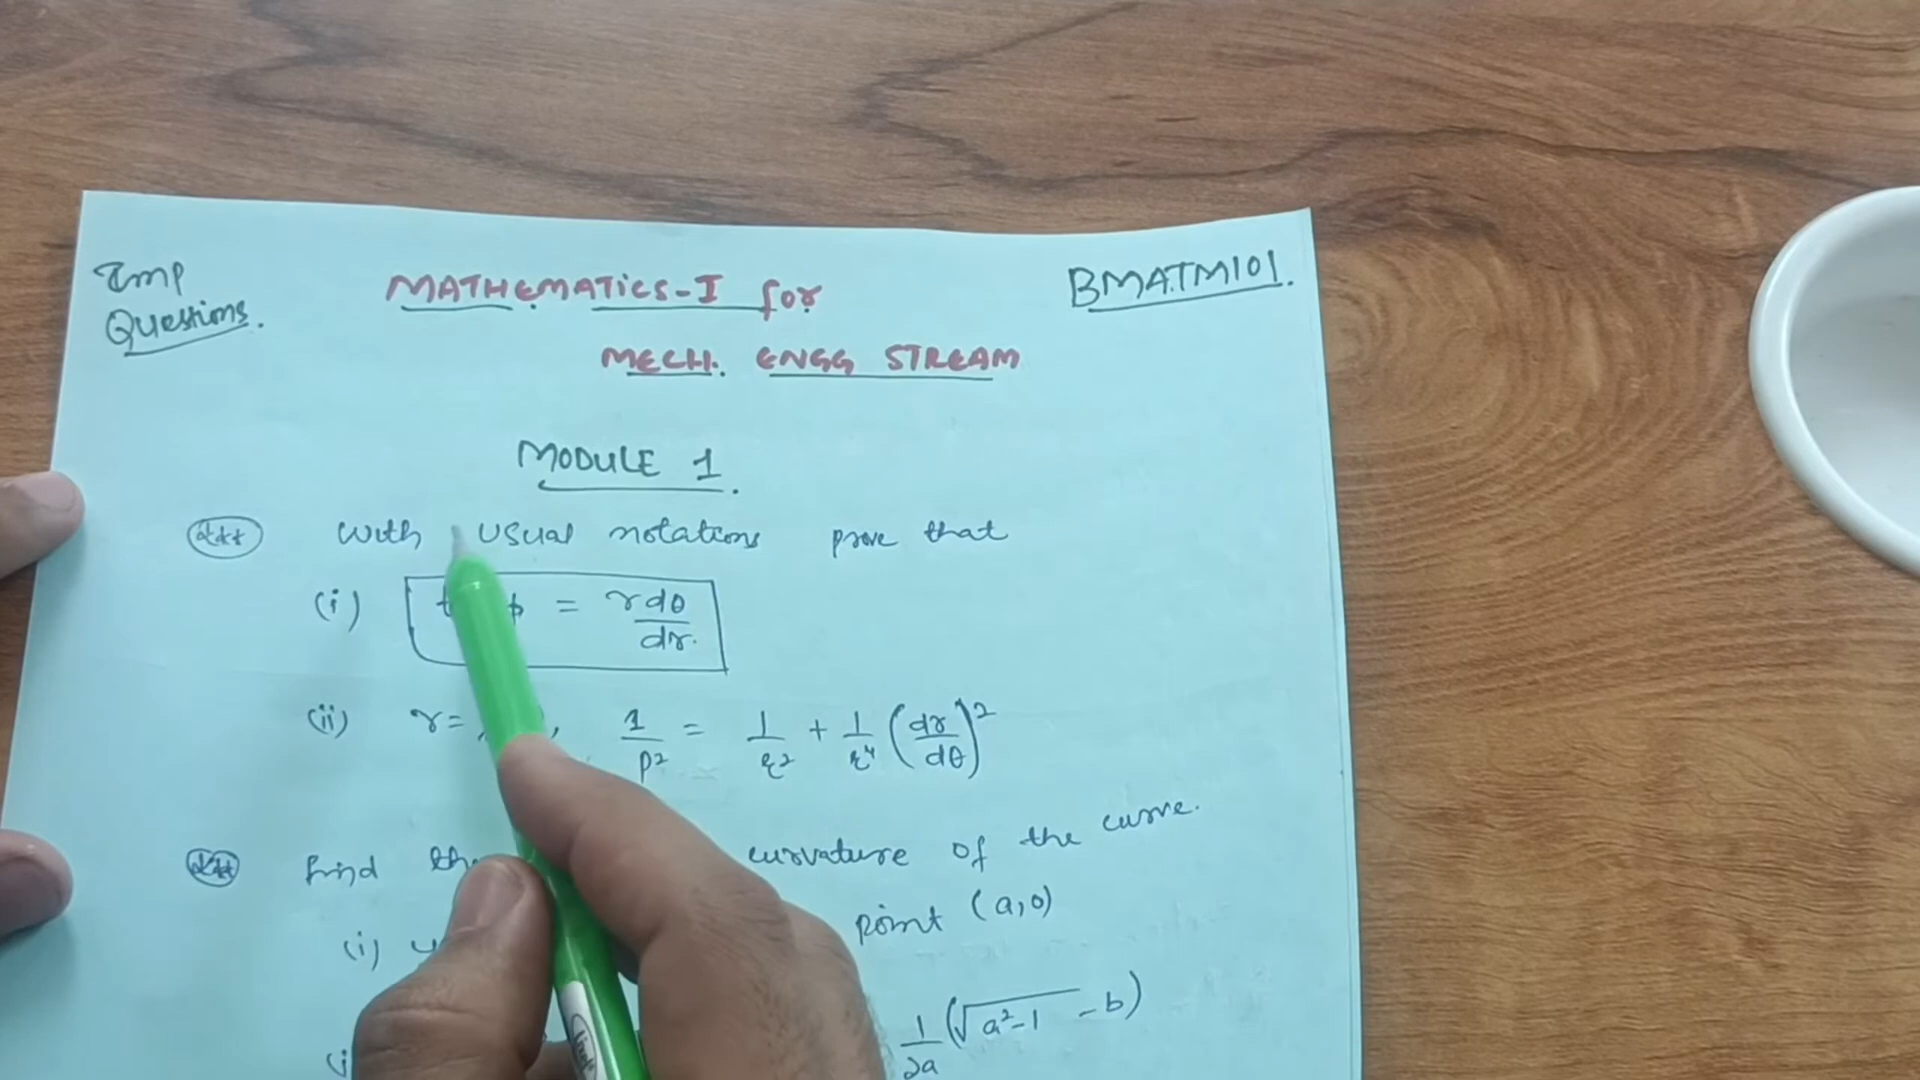 Imp
Questions.
MATHEMATICS-I for
BMATM101.
MECH. ENGG STREAM
MODULE 1
With usual notations prove that
(i) = rdθ/dr.
(ii) r= , 1/p² = 1/r² + 1/r⁴ (dr/dθ)²
find curvature of the curve.
(i) point (a,0)
1/2a (√a²-1 - b)